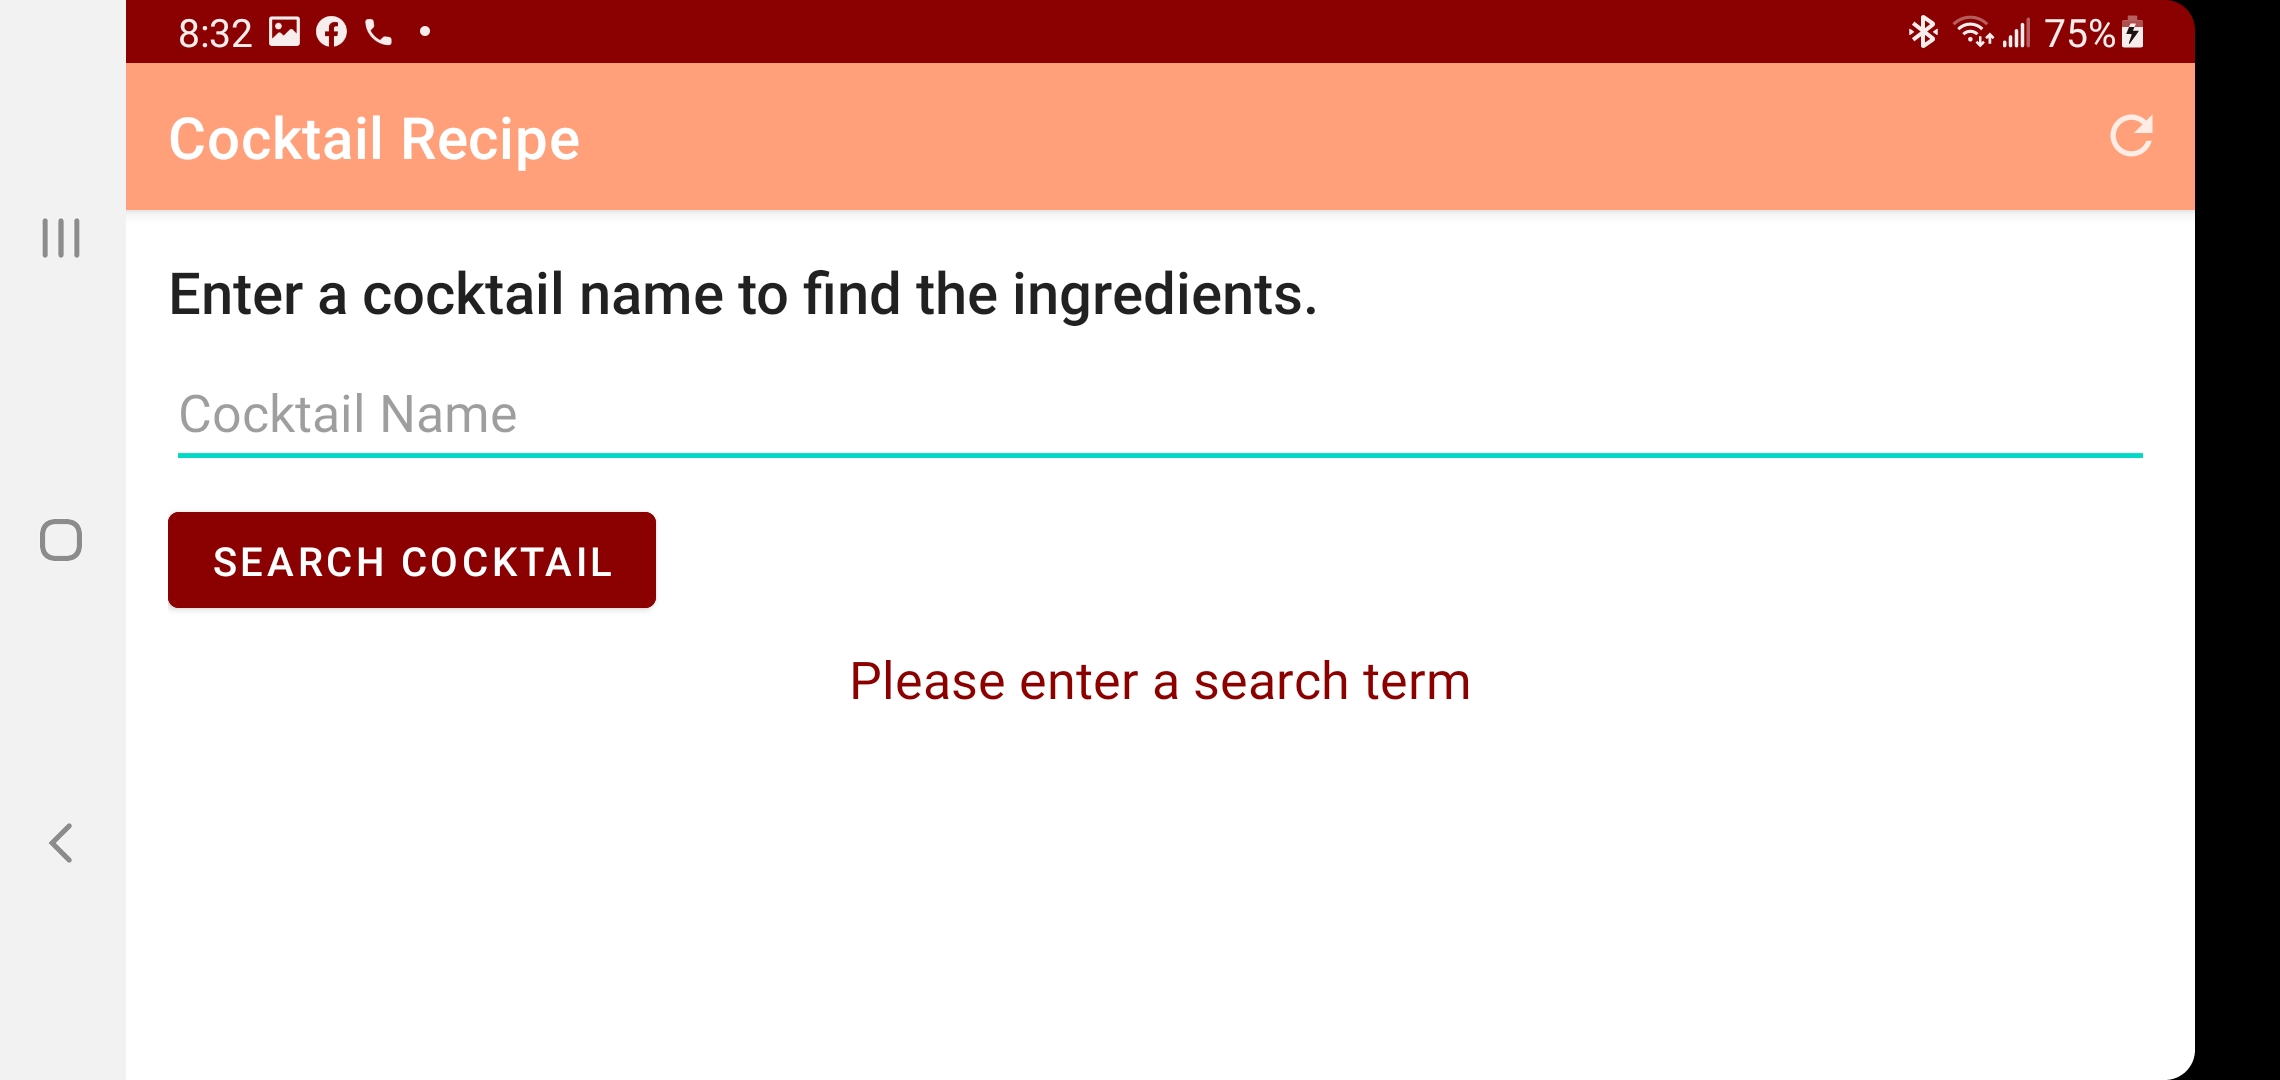 8:32
75%
Cocktail Recipe
Enter a cocktail name to find the ingredients.
Cocktail Name
SEARCH COCKTAIL
Please enter a search term